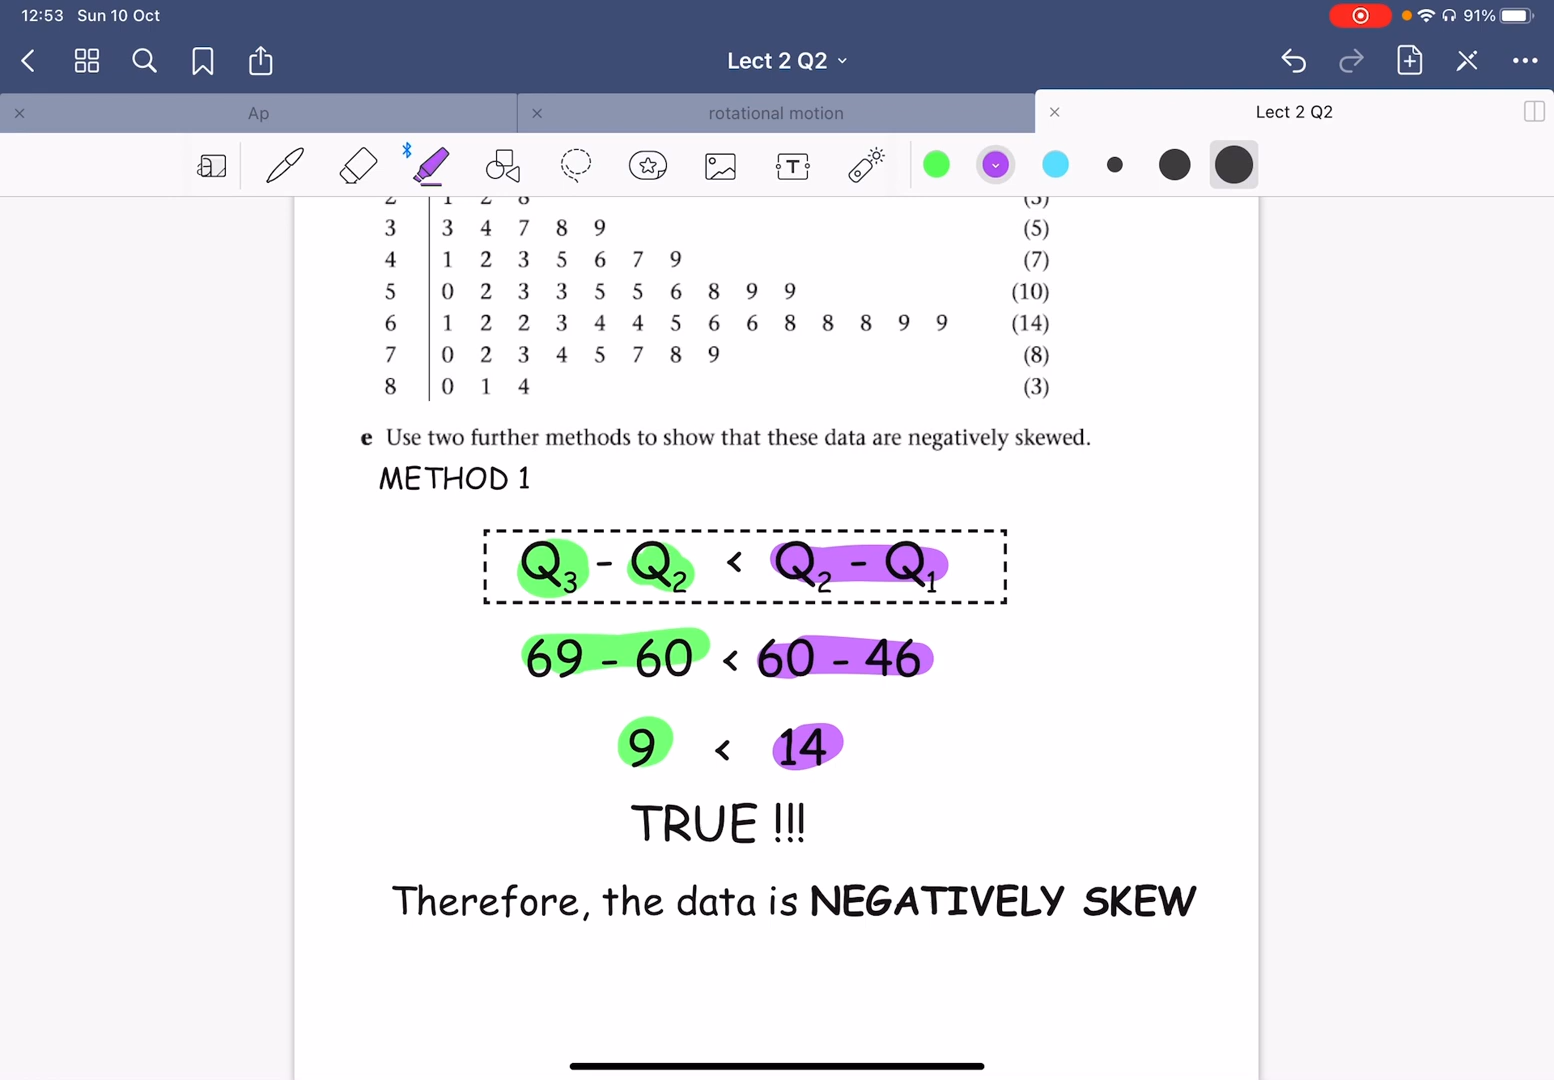 12:53 Sun 10 Oct
91%
Lect 2 Q2
Ap
rotational motion
Lect 2 Q2
T
2 1 2 8 (3)
3 3 4 7 8 9 (5)
4 1 2 3 5 6 7 9 (7)
5 0 2 3 3 5 5 6 8 9 9 (10)
6 1 2 2 3 4 4 5 6 6 8 8 8 9 9 (14)
7 0 2 3 4 5 7 8 9 (8)
8 0 1 4 (3)
e Use two further methods to show that these data are negatively skewed.
METHOD 1
Q₃ - Q₂ < Q₂ - Q₁
69 - 60 < 60 - 46
9 < 14
TRUE !!!
Therefore, the data is NEGATIVELY SKEW